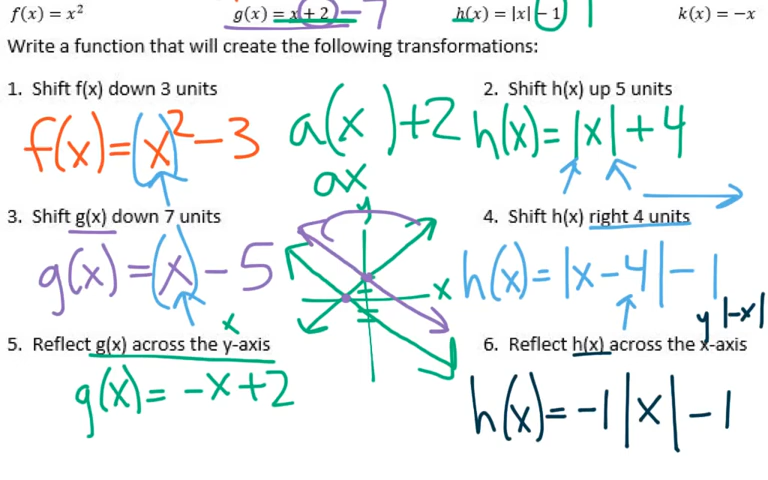 f(x) = x² g(x) = x + 2 - 7 h(x) = |x| - 1 k(x) = -x
Write a function that will create the following transformations:
1. Shift f(x) down 3 units 2. Shift h(x) up 5 units
f(x)=(x)²-3 a(x )+2 h(x)=|x|+4
ax
3. Shift g(x) down 7 units y 4. Shift h(x) right 4 units
g(x)=(x)-5 x h(x)=|x-4|-1
x y |-x|
5. Reflect g(x) across the y-axis 6. Reflect h(x) across the x-axis
g(x)= -x+2 h(x)=-1|x|-1